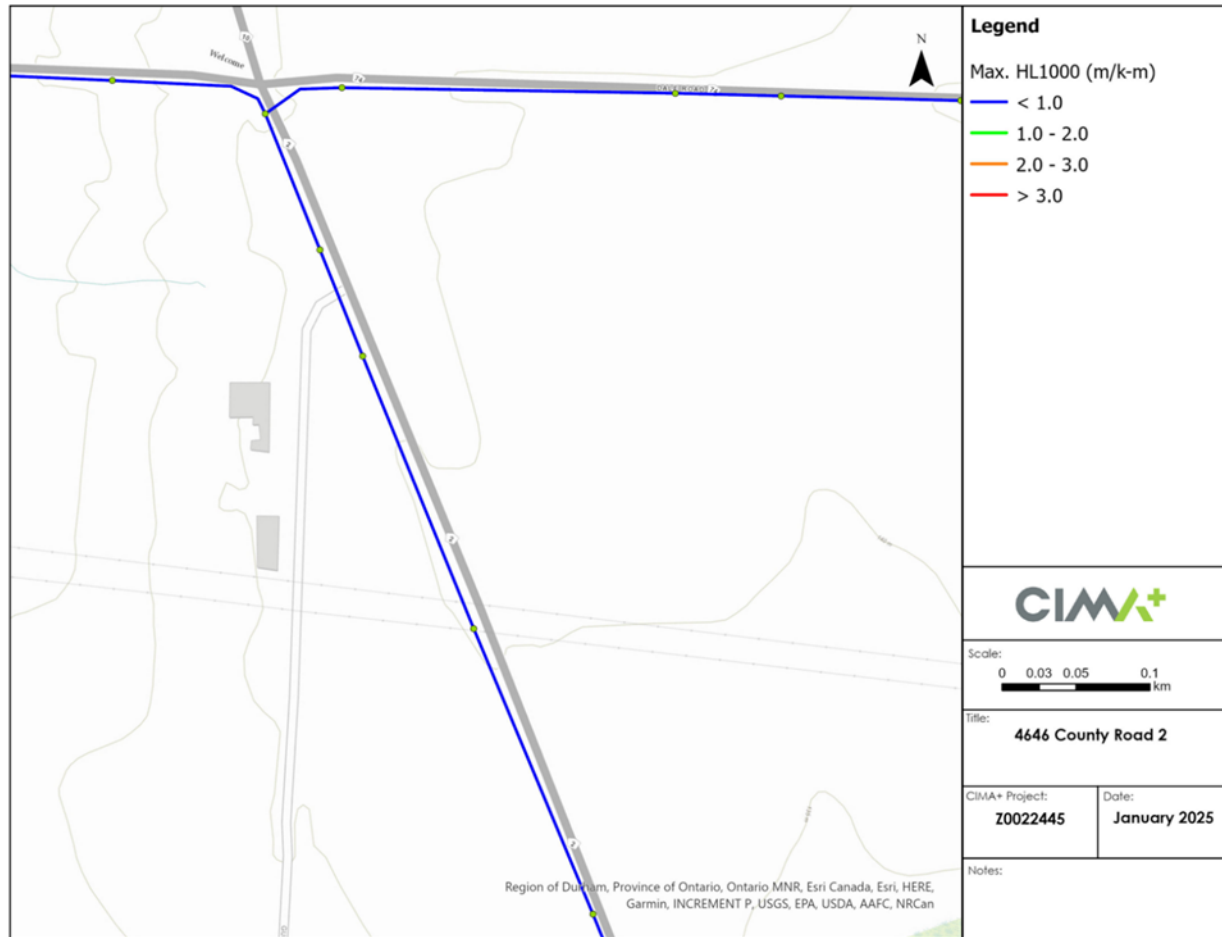 Legend
Max. HL1000 (m/k-m)
< 1.0
1.0 - 2.0
2.0 - 3.0
> 3.0
N
Welcome
2
2
2
CIMA+
Scale:
0 0.03 0.05 0.1
km
Title:
4646 County Road 2
CIMA+ Project:
Z0022445
Date:
January 2025
Notes:
Region of Durham, Province of Ontario, Ontario MNR, Esri Canada, Esri, HERE,
Garmin, INCREMENT P, USGS, EPA, USDA, AAFC, NRCan